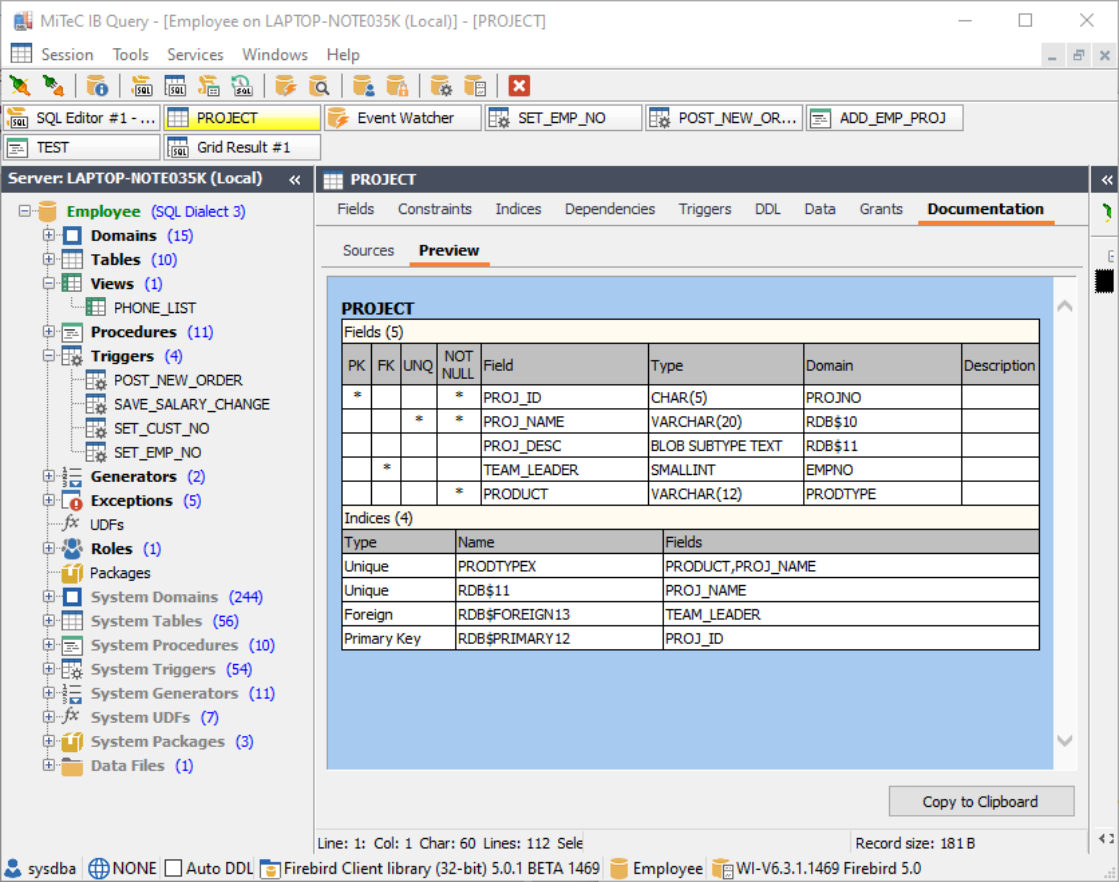 MiTeC IB Query - [Employee on LAPTOP-NOTE035K (Local)] - [PROJECT]
Session Tools Services Windows Help
SQL Editor #1 - ... PROJECT Event Watcher SET_EMP_NO POST_NEW_OR... ADD_EMP_PROJ
TEST Grid Result #1
Server: LAPTOP-NOTE035K (Local) «
Employee (SQL Dialect 3)
Domains (15)
Tables (10)
Views (1)
PHONE_LIST
Procedures (11)
Triggers (4)
POST_NEW_ORDER
SAVE_SALARY_CHANGE
SET_CUST_NO
SET_EMP_NO
Generators (2)
Exceptions (5)
UDFs
Roles (1)
Packages
System Domains (244)
System Tables (56)
System Procedures (10)
System Triggers (54)
System Generators (11)
System UDFs (7)
System Packages (3)
Data Files (1)
PROJECT «
Fields Constraints Indices Dependencies Triggers DDL Data Grants Documentation
Sources Preview
PROJECT
Fields (5)
PK FK UNQ NOT NULL Field Type Domain Description
* * PROJ_ID CHAR(5) PROJNO
* * PROJ_NAME VARCHAR(20) RDB$10
PROJ_DESC BLOB SUBTYPE TEXT RDB$11
* TEAM_LEADER SMALLINT EMPNO
* PRODUCT VARCHAR(12) PRODTYPE
Indices (4)
Type Name Fields
Unique PRODTYPEX PRODUCT,PROJ_NAME
Unique RDB$11 PROJ_NAME
Foreign RDB$FOREIGN13 TEAM_LEADER
Primary Key RDB$PRIMARY12 PROJ_ID
Copy to Clipboard
Line: 1: Col: 1 Char: 60 Lines: 112 Sele Record size: 181 B
sysdba NONE Auto DDL Firebird Client library (32-bit) 5.0.1 BETA 1469 Employee WI-V6.3.1.1469 Firebird 5.0